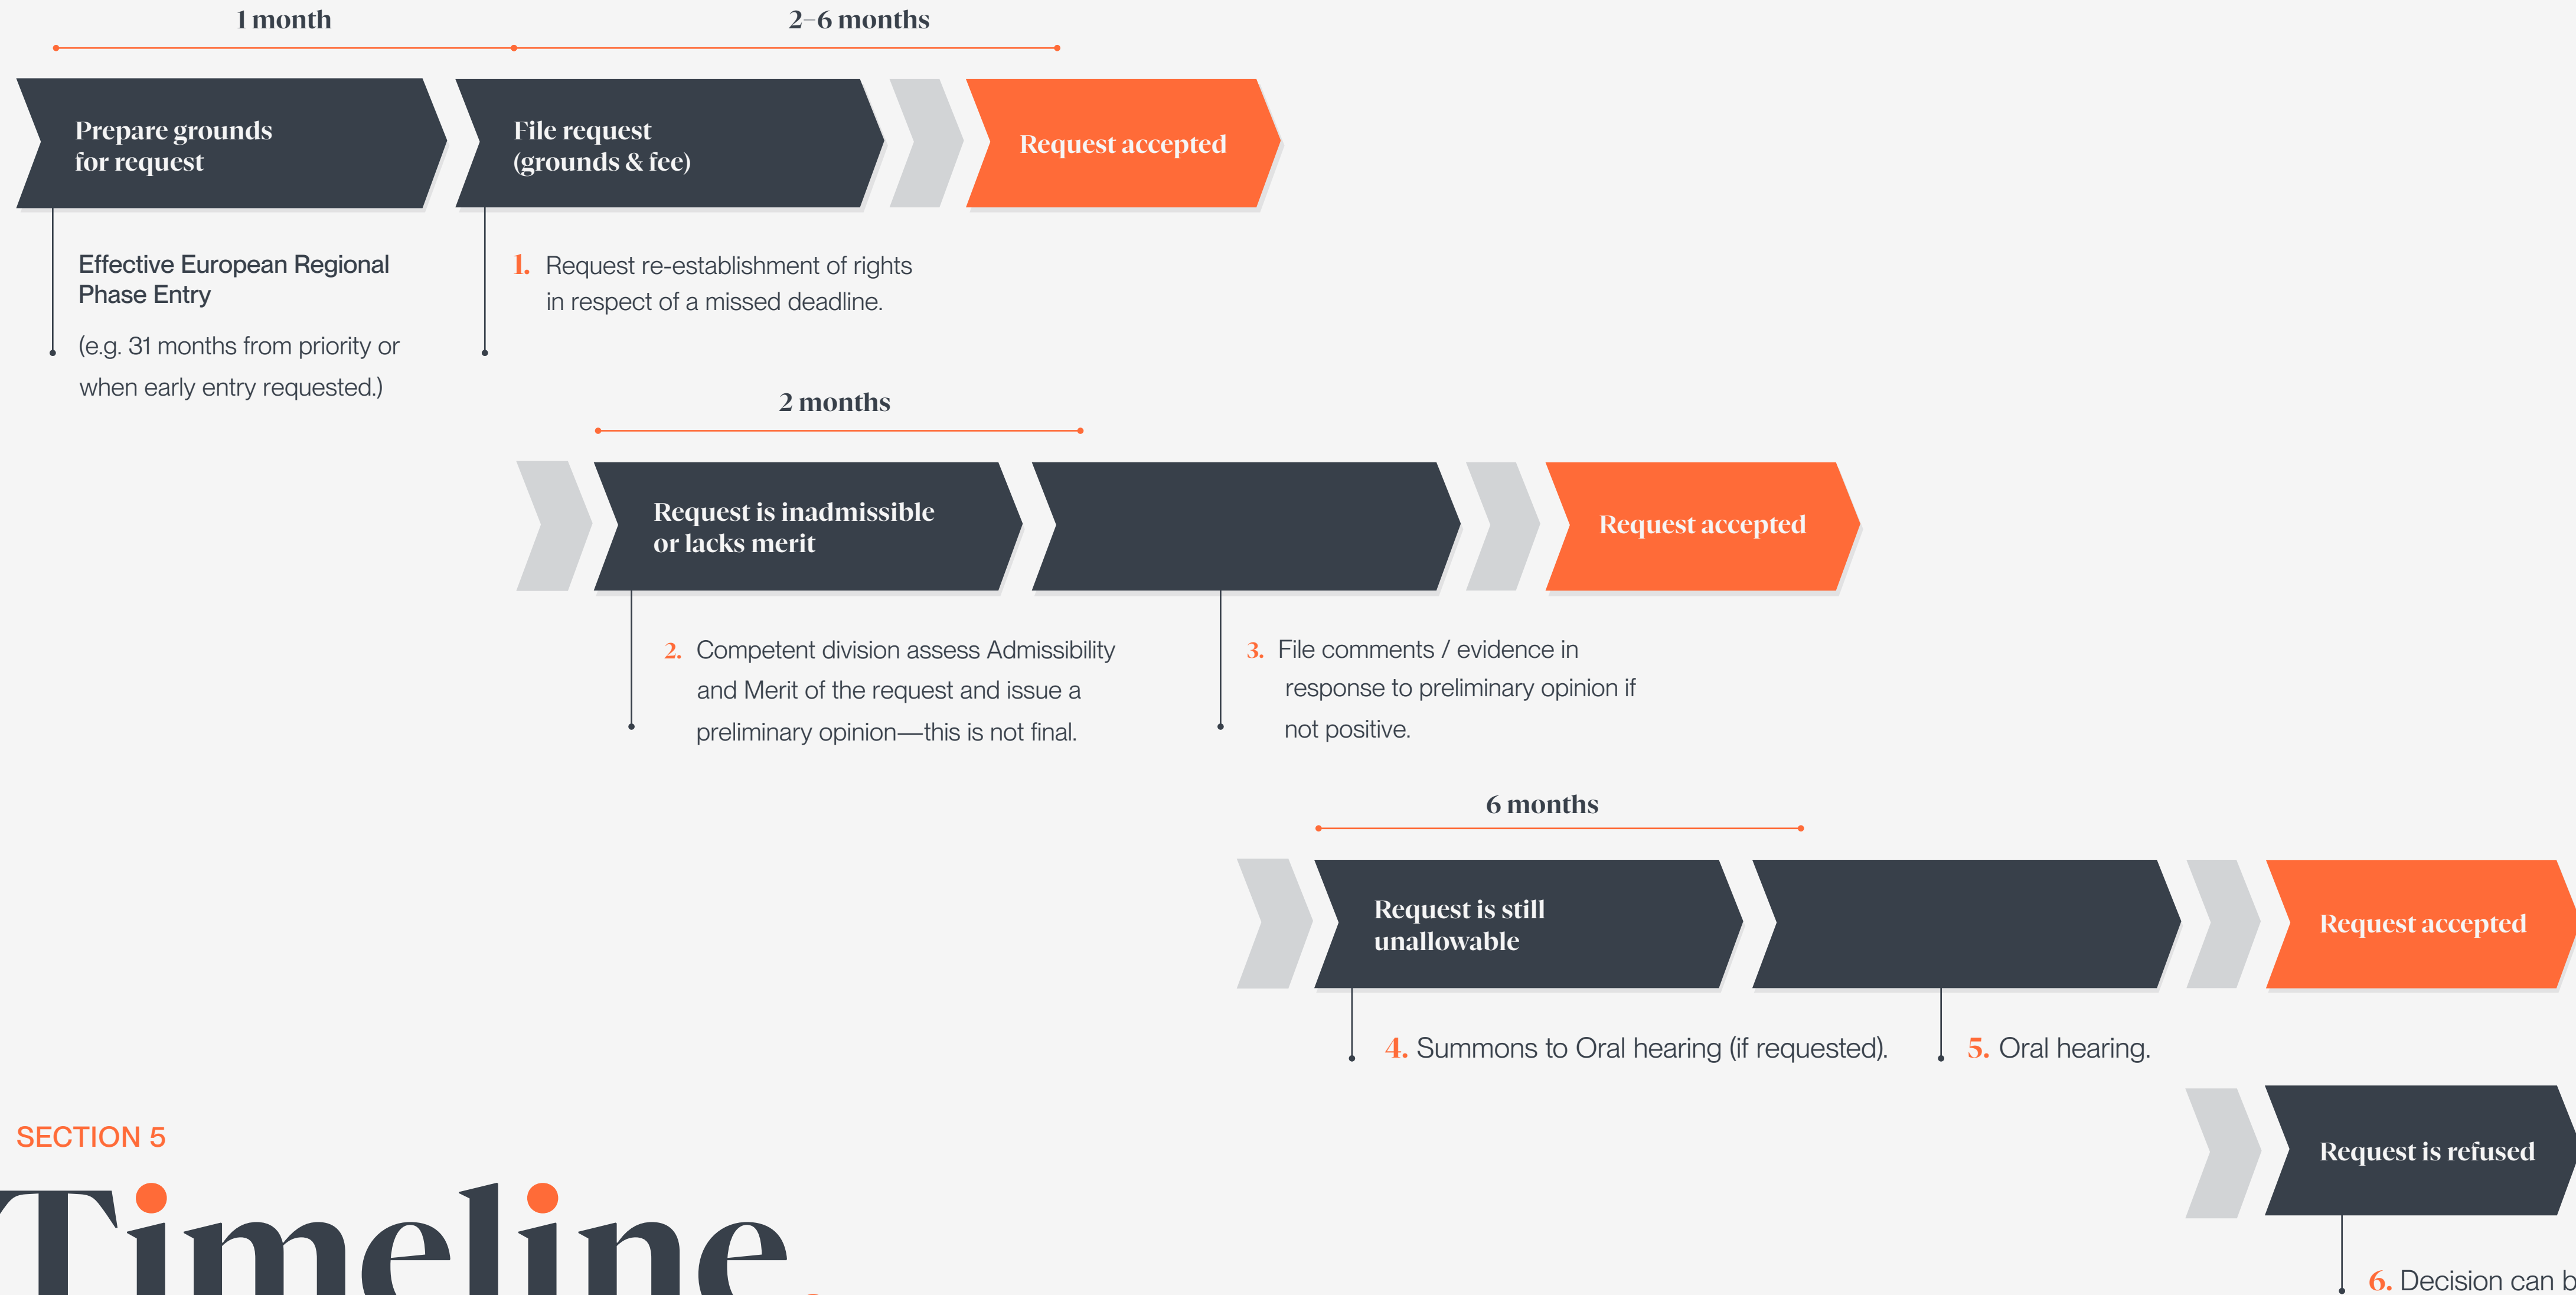 1 month
2–6 months
Prepare grounds
for request
File request
(grounds & fee)
Request accepted
Effective European Regional
Phase Entry
(e.g. 31 months from priority or
when early entry requested.)
1. Request re-establishment of rights
in respect of a missed deadline.
2 months
Request is inadmissible
or lacks merit
Request accepted
2. Competent division assess Admissibility
and Merit of the request and issue a
preliminary opinion—this is not final.
3. File comments / evidence in
response to preliminary opinion if
not positive.
6 months
Request is still
unallowable
Request accepted
4. Summons to Oral hearing (if requested).
5. Oral hearing.
Request is refused
6. Decision can
SECTION 5
Timeline.